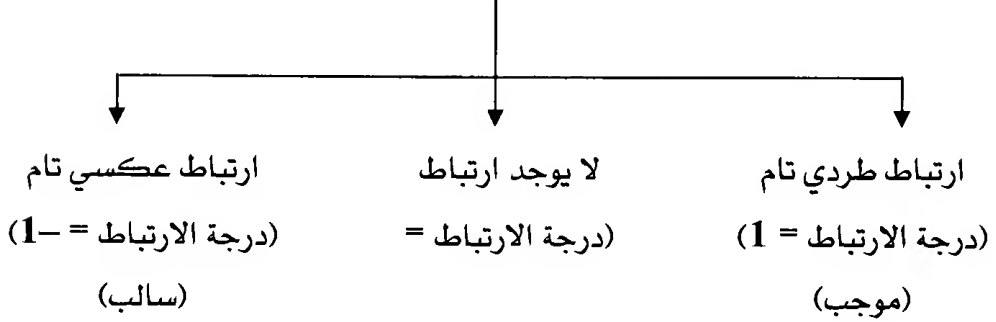 ارتباط طردي تام
(درجة الارتباط = 1)
(موجب)
لا يوجد ارتباط
(درجة الارتباط =
ارتباط عكسي تام
(درجة الارتباط = –1)
(سالب)